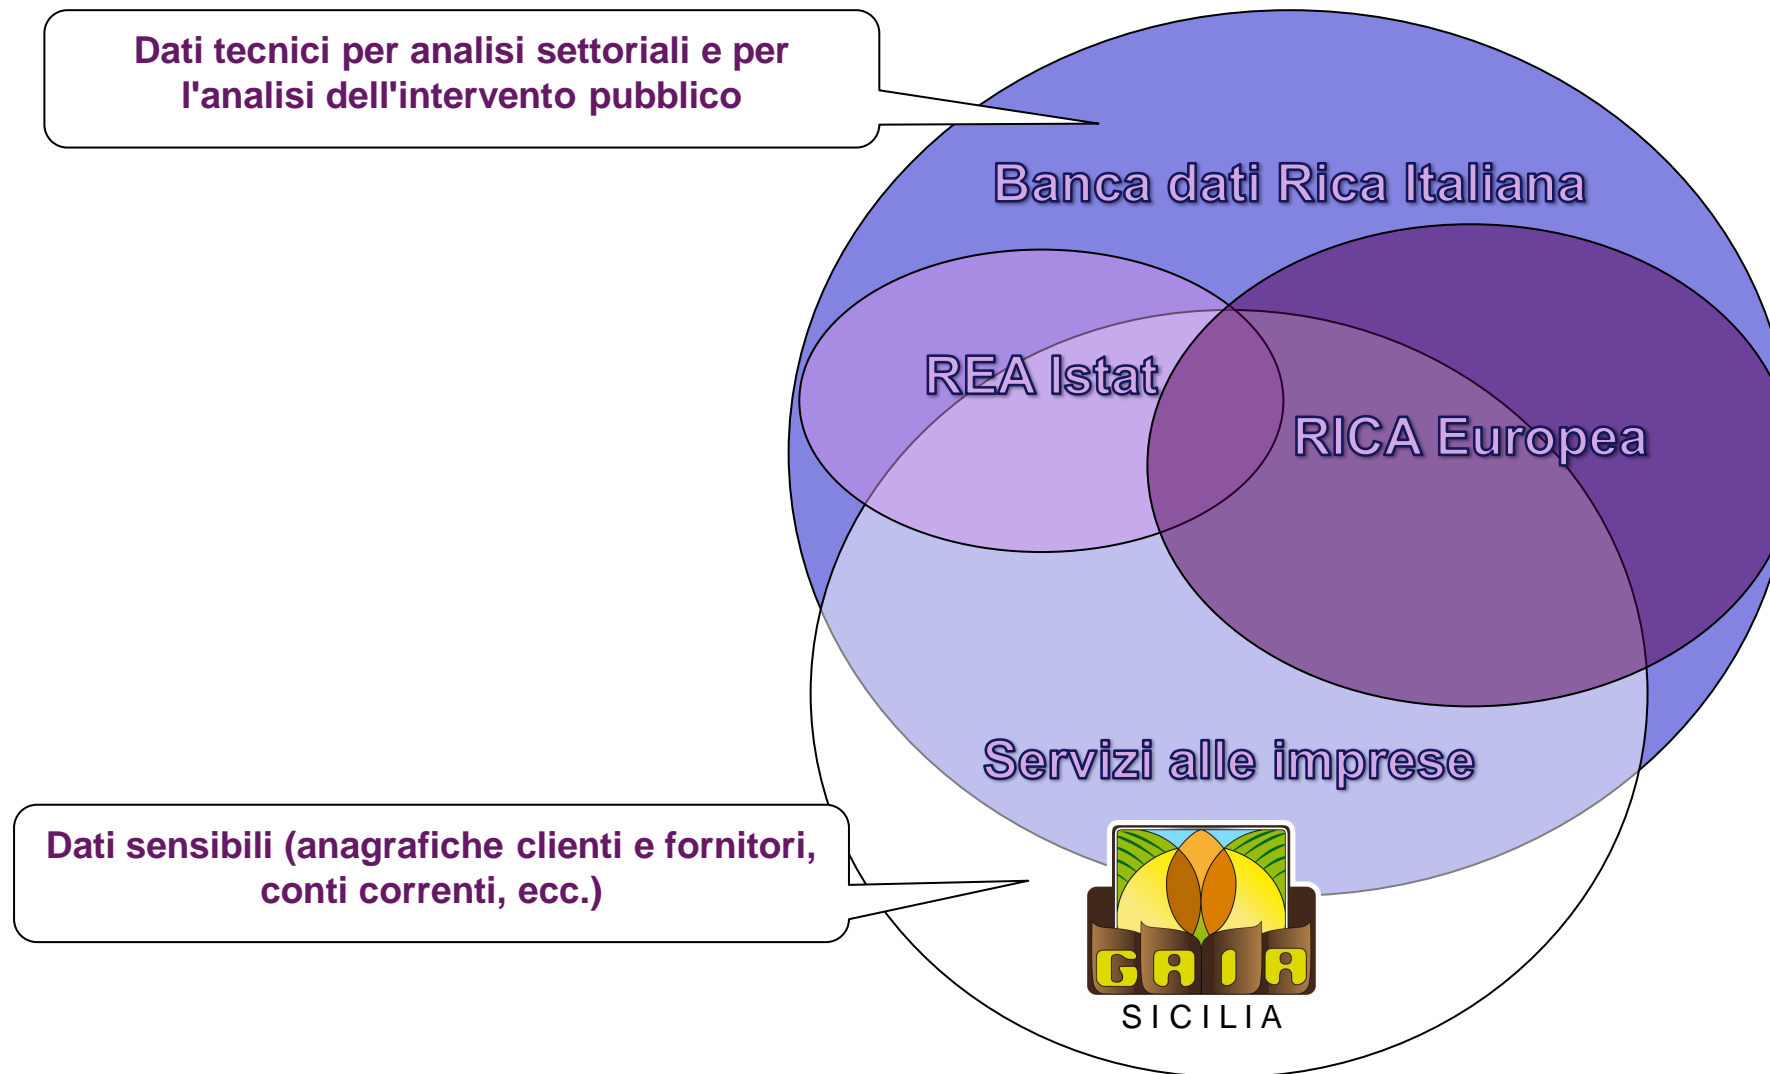 Dati tecnici per analisi settoriali e per
l'analisi dell'intervento pubblico
Banca dati Rica Italiana
REA Istat
RICA Europea
Servizi alle imprese
Dati sensibili (anagrafiche clienti e fornitori,
conti correnti, ecc.)
GAIA
SICILIA